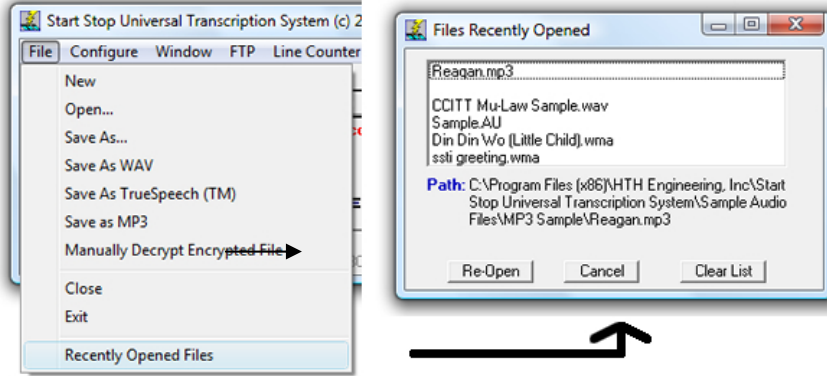 Start Stop Universal Transcription System (c) 2
File Configure Window FTP Line Counter
New
Open...
Save As...
Save As WAV
Save As TrueSpeech (TM)
Save as MP3
Manually Decrypt Encrypted File
Close
Exit
Recently Opened Files
Files Recently Opened
Reagan.mp3
CCITT Mu-Law Sample.wav
Sample.AU
Din Din Wo (Little Child).wma
ssti greeting.wma
Path: C:\Program Files (x86)\HTH Engineering, Inc\Start
Stop Universal Transcription System\Sample Audio
Files\MP3 Sample\Reagan.mp3
Re-Open Cancel Clear List